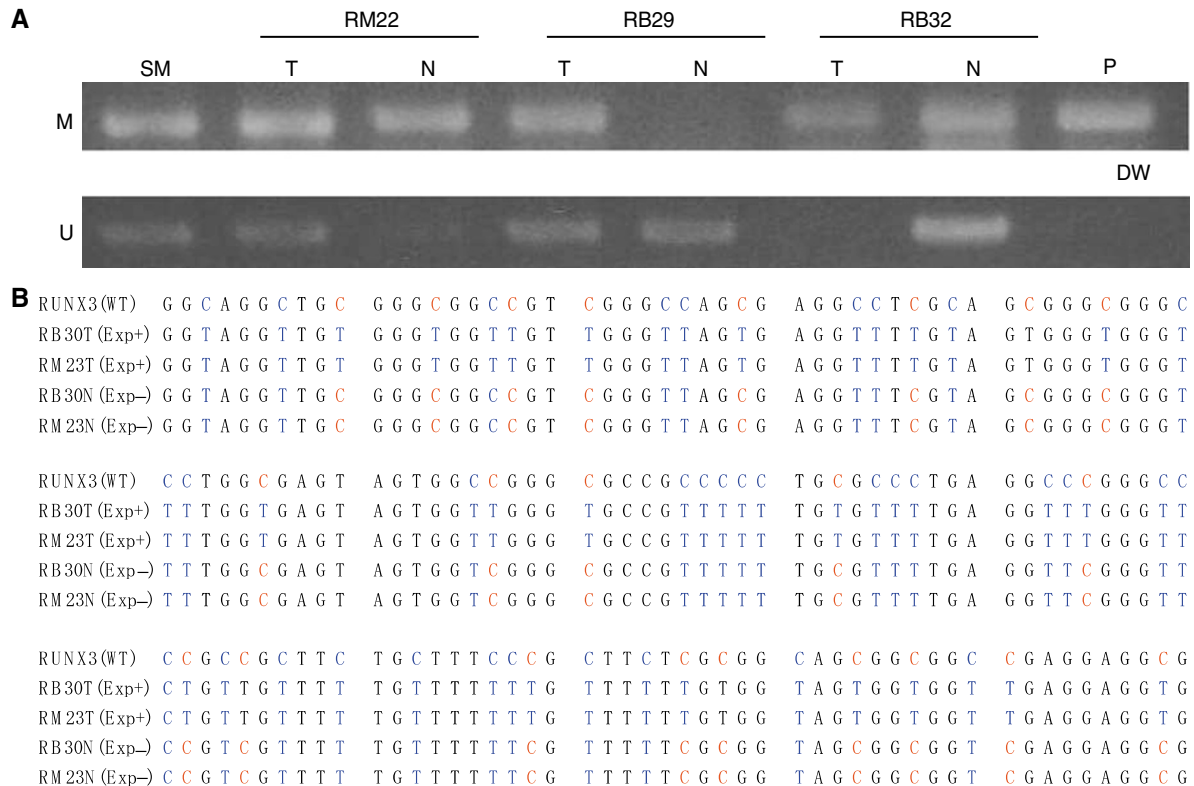 A
RM22 RB29 RB32
SM T N T N T N P
M
DW
U
B
RUNX3(WT) GGCAGGCTGC GGGCGGCCGT CGGGCCAGCG AGGCCTCGCA GCGGGCGGGC
RB30T(Exp+) GGTAGGTTGT GGGTGGTTGT TGGGTTAGTG AGGTTTTGTA GTGGGTGGGT
RM23T(Exp+) GGTAGGTTGT GGGTGGTTGT TGGGTTAGTG AGGTTTTGTA GTGGGTGGGT
RB30N(Exp–) GGTAGGTTGC GGGCGGCCGT CGGGTTAGCG AGGTTTCGTA GCGGGCGGGT
RM23N(Exp–) GGTAGGTTGC GGGCGGCCGT CGGGTTAGCG AGGTTTCGTA GCGGGCGGGT
RUNX3(WT) CCTGGCGAGT AGTGGCCGGG CGCCGCCCCC TGCGCCCTGA GGCCCGGGCC
RB30T(Exp+) TTTGGTGAGT AGTGGTTGGG TGCCGTTTTT TGTGTTTTGA GGTTTGGGTT
RM23T(Exp+) TTTGGTGAGT AGTGGTTGGG TGCCGTTTTT TGTGTTTTGA GGTTTGGGTT
RB30N(Exp–) TTTGGCGAGT AGTGGTCGGG CGCCGTTTTT TGCGTTTTGA GGTTCGGGTT
RM23N(Exp–) TTTGGCGAGT AGTGGTCGGG CGCCGTTTTT TGCGTTTTGA GGTTCGGGTT
RUNX3(WT) CCGCCGCTTC TGCTTTCCCG CTTCTCGCGG CAGCGGCGGC CGAGGAGGCG
RB30T(Exp+) CTGTTGTTTT TGTTTTTTTG TTTTTTGTGG TAGTGGTGGT TGAGGAGGTG
RM23T(Exp+) CTGTTGTTTT TGTTTTTTTG TTTTTTGTGG TAGTGGTGGT TGAGGAGGTG
RB30N(Exp–) CCGTCGTTTT TGTTTTTTCG TTTTTCGCGG TAGCGGCGGT CGAGGAGGCG
RM23N(Exp–) CCGTCGTTTT TGTTTTTTCG TTTTTCGCGG TAGCGGCGGT CGAGGAGGCG